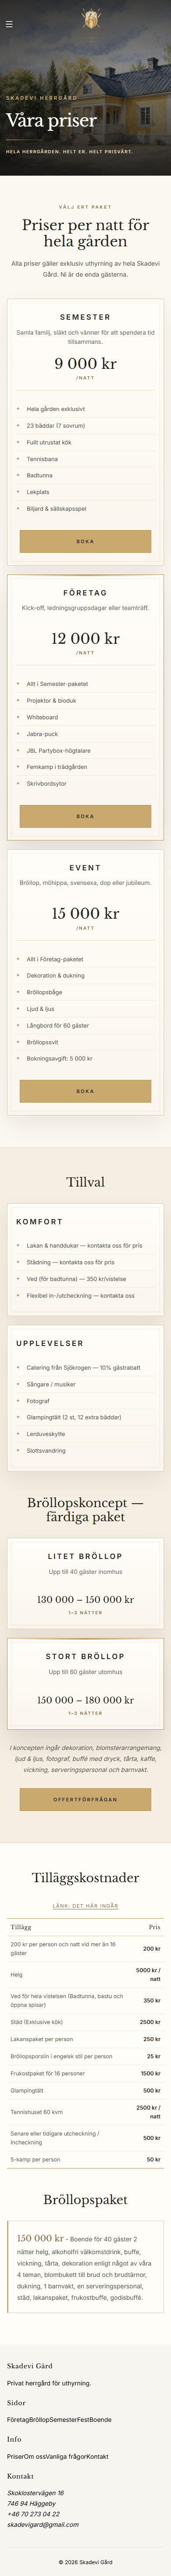 SKADEVI HERRGÅRD
Våra priser
HELA HERRGÅRDEN. HELT ER. HELT PRISVÄRT.
VÄLJ ERT PAKET
Priser per natt för
hela gården
Alla priser gäller exklusiv uthyrning av hela Skadevi
Gård. Ni är de enda gästerna.
SEMESTER
Samla familj, släkt och vänner för att spendera tid
tillsammans.
9 000 kr
/NATT
Hela gården exklusivt
23 bäddar (7 sovrum)
Fullt utrustat kök
Tennisbana
Badtunna
Lekplats
Biljard & sällskapsspel
BOKA
FÖRETAG
Kick-off, ledningsgruppsdagar eller teamträff.
12 000 kr
/NATT
Allt i Semester-paketet
Projektor & bioduk
Whiteboard
Jabra-puck
JBL Partybox-högtalare
Femkamp i trädgården
Skrivbordsytor
BOKA
EVENT
Bröllop, möhippa, svensexa, dop eller jubileum.
15 000 kr
/NATT
Allt i Företag-paketet
Dekoration & dukning
Bröllopsbåge
Ljud & ljus
Långbord för 60 gäster
Bröllopssvit
Bokningsavgift: 5 000 kr
BOKA
Tillval
KOMFORT
Lakan & handdukar — kontakta oss för pris
Städning — kontakta oss för pris
Ved (för badtunna) — 350 kr/vistelse
Flexibel in-/utcheckning — kontakta oss
UPPLEVELSER
Catering från Sjökrogen — 10% gästrabatt
Sångare / musiker
Fotograf
Glampingtält (2 st, 12 extra bäddar)
Lerduveskytte
Slottsvandring
Bröllopskoncept —
färdiga paket
LITET BRÖLLOP
Upp till 40 gäster inomhus
130 000 – 150 000 kr
1–3 NÄTTER
STORT BRÖLLOP
Upp till 60 gäster utomhus
150 000 – 180 000 kr
1–3 NÄTTER
I koncepten ingår dekoration, blomsterarrangemang,
ljud & ljus, fotograf, buffé med dryck, tårta, kaffe,
vickning, serveringspersonal och barnvakt.
OFFERTFÖRFRÅGAN
Tilläggskostnader
LÄNK: DET HÄR INGÅR
Tillägg Pris
200 kr per person och natt vid mer än 16
gäster 200 kr
Helg 5000 kr /
natt
Ved för hela vistelsen (Badtunna, bastu och
öppna spisar) 350 kr
Städ (Exklusive kök) 2500 kr
Lakanspaket per person 250 kr
Bröllopsporslin i engelsk stil per person 25 kr
Frukostpaket för 16 personer 1500 kr
Glampingtält 500 kr
Tennishuset 60 kvm 2500 kr /
natt
Senare eller tidigare utcheckning /
incheckning 500 kr
5-kamp per person 50 kr
Bröllopspaket
150 000 kr - Boende för 40 gäster 2
nätter helg, alkoholfri välkomstdrink, buffe,
vickning, tårta, dekoration enligt något av våra
4 teman, blombukett till brud och brudtärnor,
dukning, 1 barnvakt, en serveringspersonal,
städ, lakanspaket, frukostbuffe, godisbuffé.
Skadevi Gård
Privat herrgård för uthyrning.
Sidor
FöretagBröllopSemesterFestBoende
Info
PriserOm ossVanliga frågorKontakt
Kontakt
Skoklostervägen 16
746 94 Häggeby
+46 70 273 04 22
skadevigard@gmail.com
© 2026 Skadevi Gård